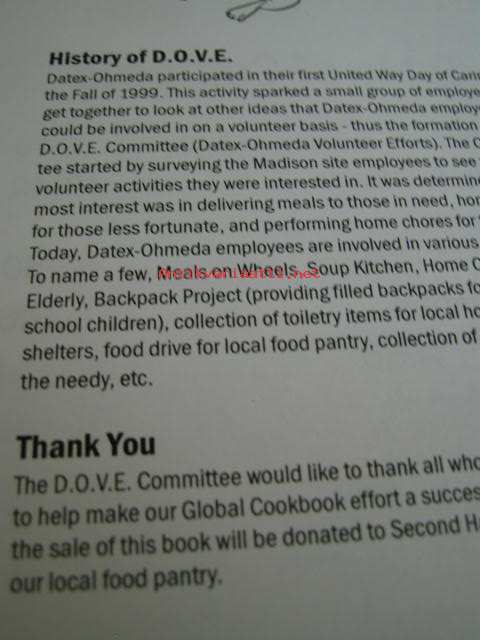 History of D.O.V.E.
Datex-Ohmeda participated in their first United Way Day of Carin
the Fall of 1999. This activity sparked a small group of employe
get together to look at other ideas that Datex-Ohmeda employ
could be involved in on a volunteer basis - thus the formation
D.O.V.E. Committee (Datex-Ohmeda Volunteer Efforts). The C
tee started by surveying the Madison site employees to see
volunteer activities they were interested in. It was determine
most interest was in delivering meals to those in need, ho
for those less fortunate, and performing home chores for
Today, Datex-Ohmeda employees are involved in various
To name a few, Meals on Wheels, Soup Kitchen, Home C
Elderly, Backpack Project (providing filled backpacks fo
school children), collection of toiletry items for local ho
shelters, food drive for local food pantry, collection of
the needy, etc.
Thank You
The D.O.V.E. Committee would like to thank all who
to help make our Global Cookbook effort a succes
the sale of this book will be donated to Second H
our local food pantry.